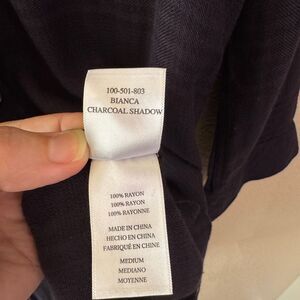 100-501-803
BIANCA
CHARCOAL SHADOW
100% RAYON
100% RAYON
100% RAYONNE
MADE IN CHINA
HECHO EN CHINA
FABRIQUÉ EN CHINE
MEDIUM
MEDIANO
MOYENNE